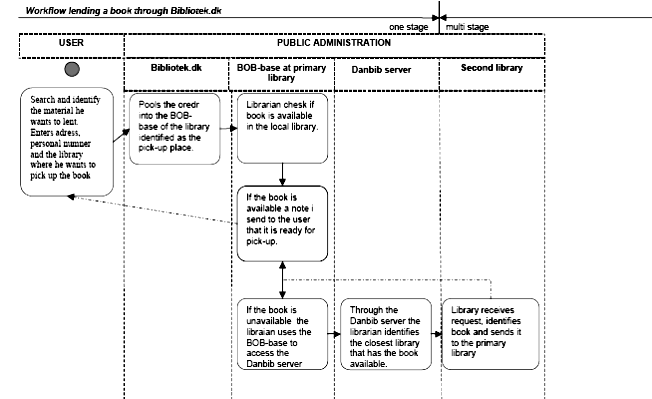 Workflow lending a book through Bibliotek.dk
one stage
multi stage
USER
PUBLIC ADMINISTRATION
Bibliotek.dk
BOB-base at primary
library
Danbib server
Second library
Search and identify
the material he
wants to lent.
Enters adress,
personal numner
and the library
where he wants to
pick up the book
Pools the credr
into the BOB-
base of the library
identified as the
pick-up place.
Librarian chesk if
book is available
in the local library.
If the book is
available a note i
send to the user
that it is ready for
pick-up.
If the book is
unavailable the
libraian uses the
BOB-base to
access the
Danbib server
Through the
Danbib server the
librarian identifies
the closest library
that has the book
available.
Library receives
request, identifies
book and sends it
to the primary
library